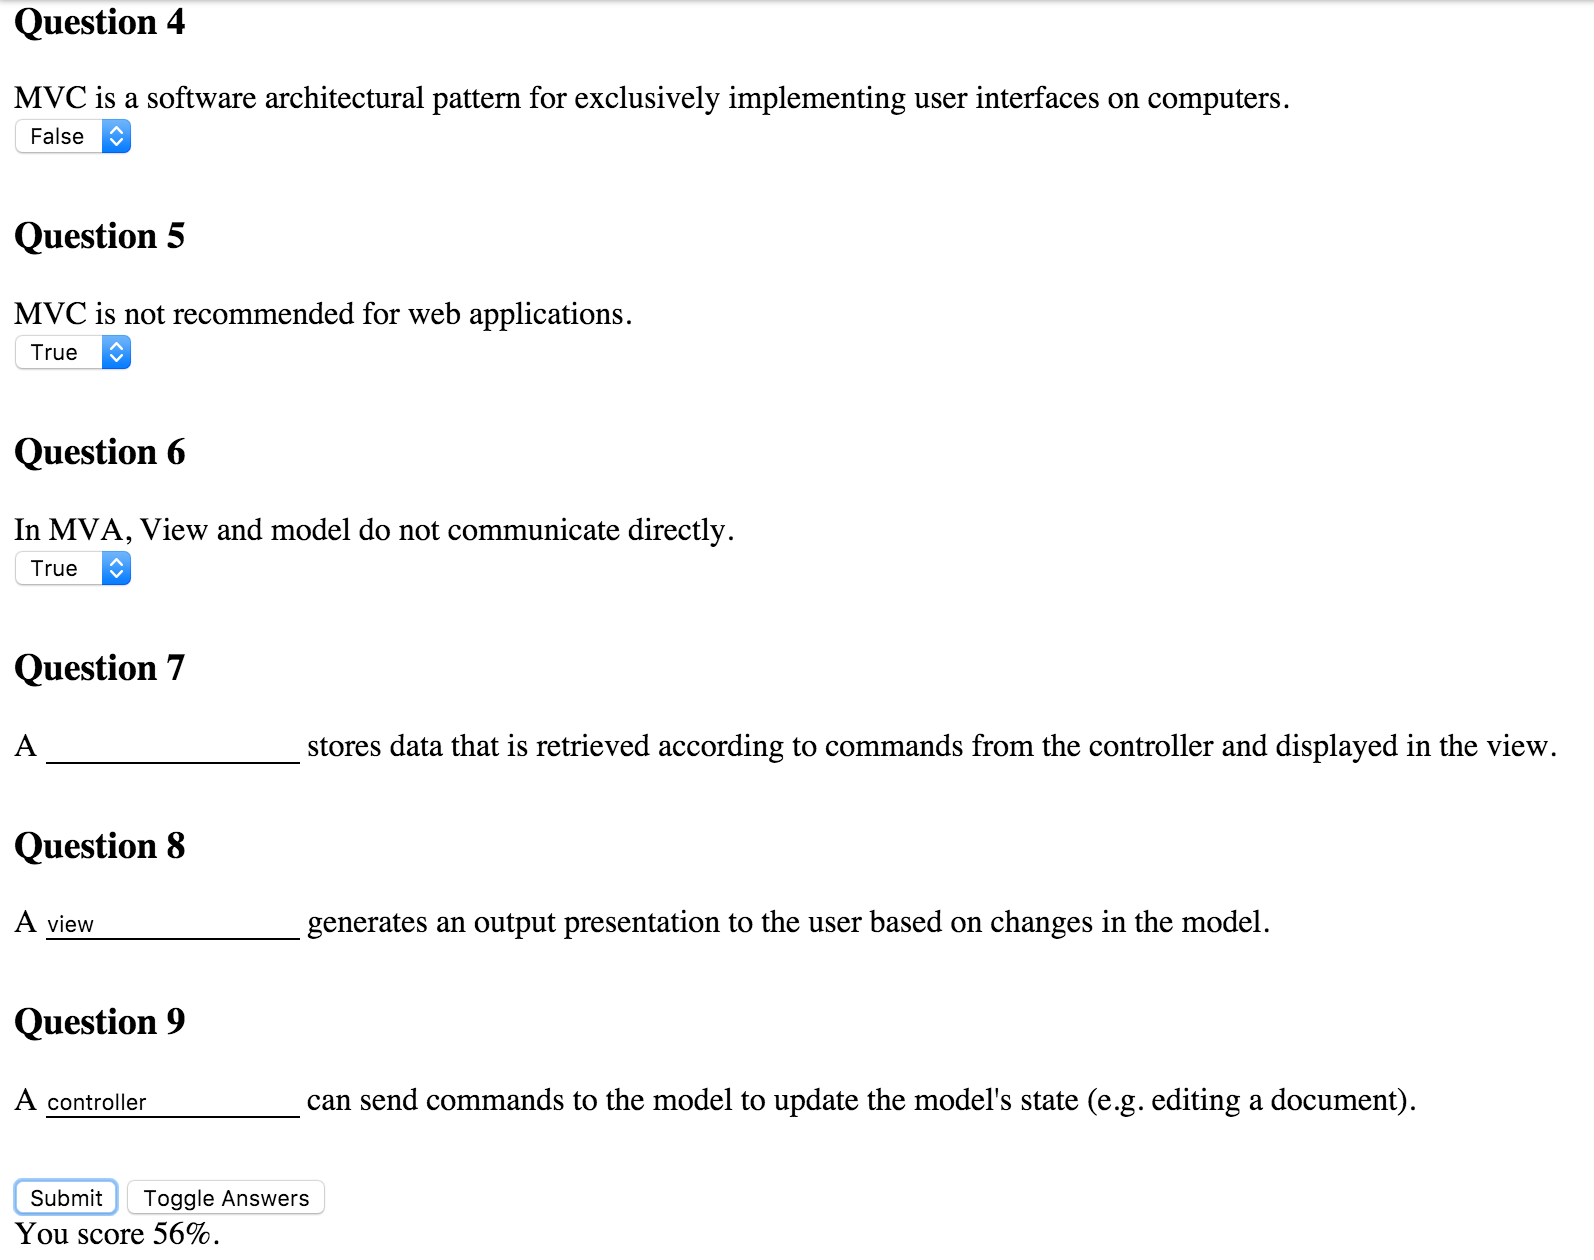 Question 4
MVC is a software architectural pattern for exclusively implementing user interfaces on computers.
False
Question 5
MVC is not recommended for web applications.
True
Question 6
In MVA, View and model do not communicate directly.
True
Question 7
A stores data that is retrieved according to commands from the controller and displayed in the view.
Question 8
A view generates an output presentation to the user based on changes in the model.
Question 9
A controller can send commands to the model to update the model's state (e.g. editing a document).
Submit Toggle Answers
You score 56%.